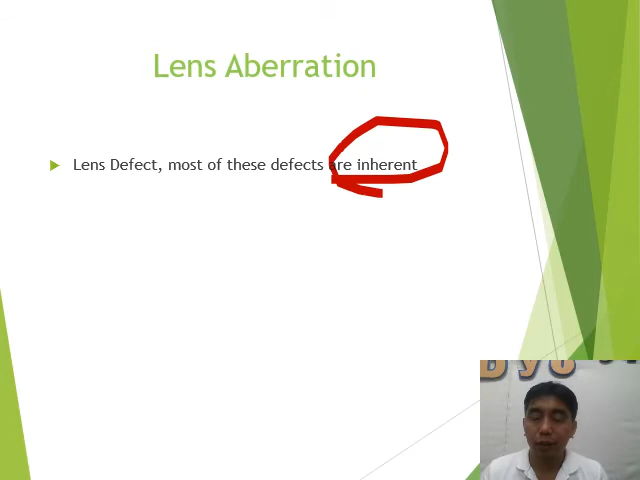 Lens Aberration
Lens Defect, most of these defects are inherent